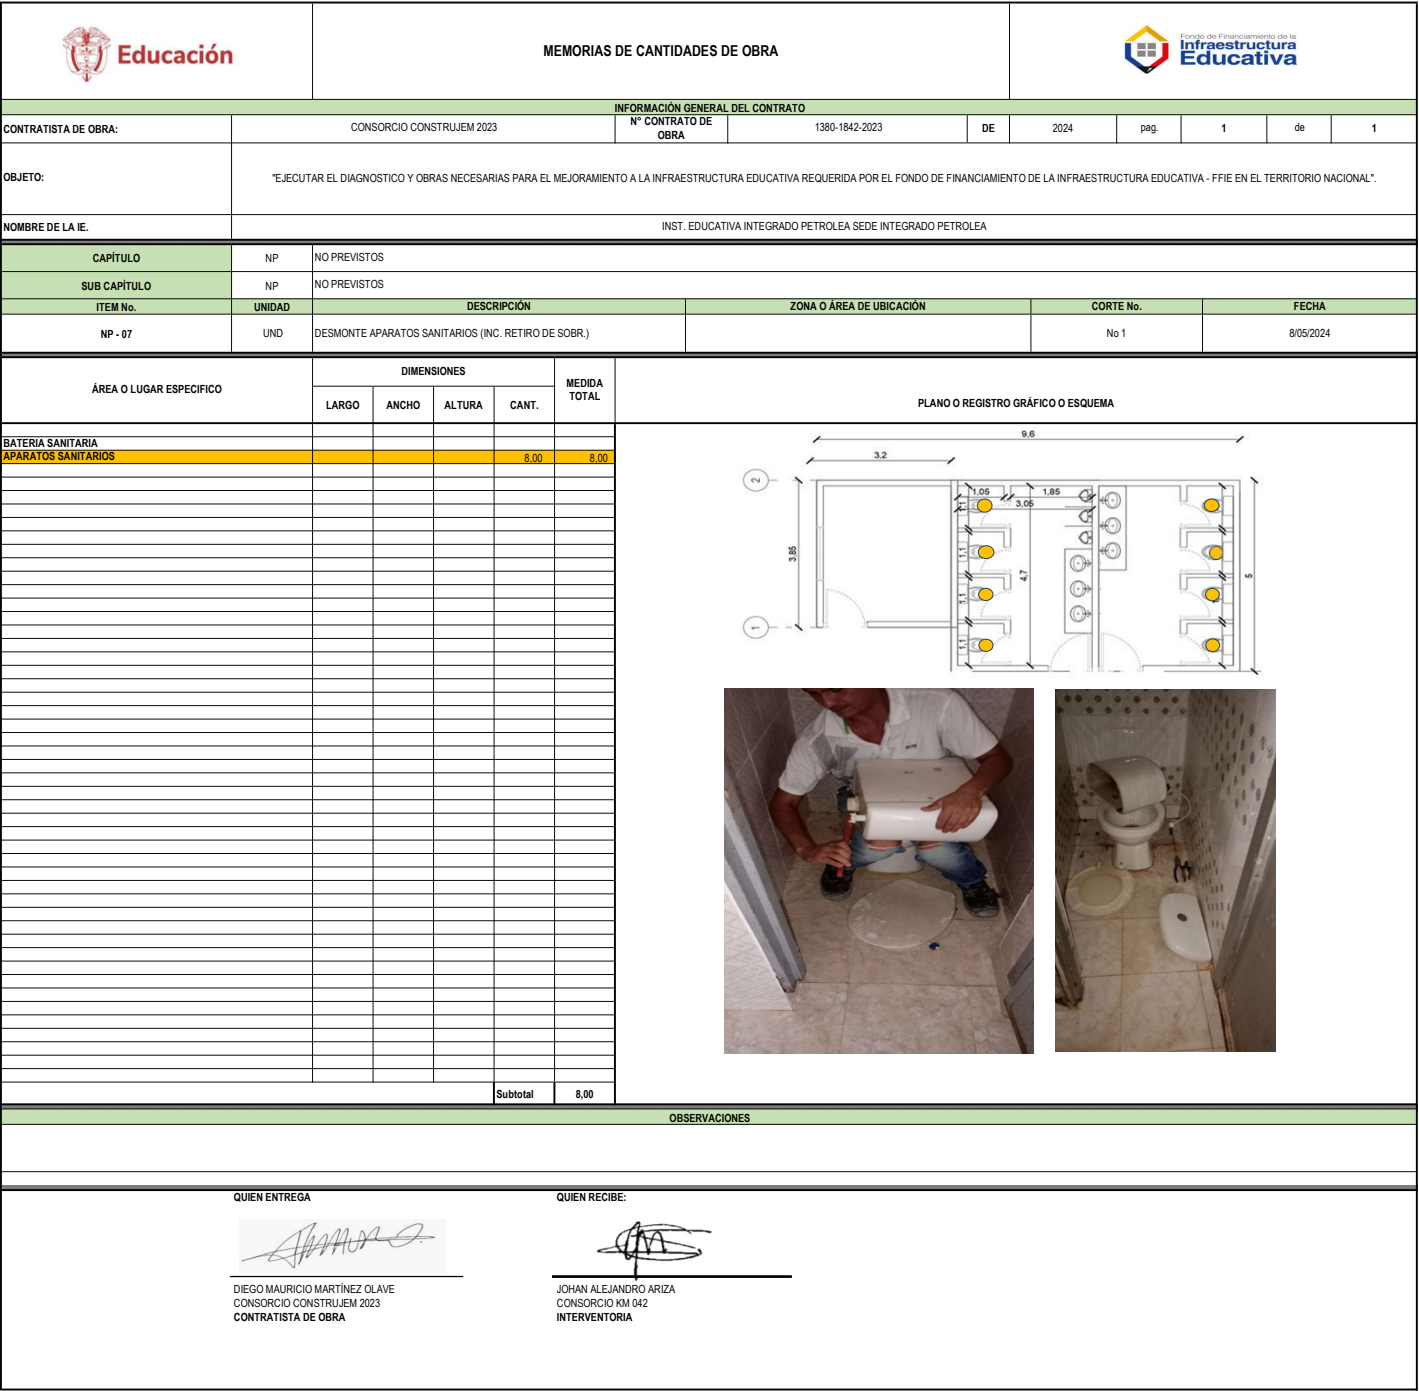 Educación
MEMORIAS DE CANTIDADES DE OBRA
Fondo de Financiamiento de la
Infraestructura
Educativa
INFORMACIÓN GENERAL DEL CONTRATO
CONTRATISTA DE OBRA: CONSORCIO CONSTRUJEM 2023 N° CONTRATO DE OBRA 1380-1842-2023 DE 2024 pag. 1 de 1
OBJETO: "EJECUTAR EL DIAGNOSTICO Y OBRAS NECESARIAS PARA EL MEJORAMIENTO A LA INFRAESTRUCTURA EDUCATIVA REQUERIDA POR EL FONDO DE FINANCIAMIENTO DE LA INFRAESTRUCTURA EDUCATIVA - FFIE EN EL TERRITORIO NACIONAL".
NOMBRE DE LA IE. INST. EDUCATIVA INTEGRADO PETROLEA SEDE INTEGRADO PETROLEA
CAPÍTULO NP NO PREVISTOS
SUB CAPÍTULO NP NO PREVISTOS
ITEM No. UNIDAD DESCRIPCIÓN ZONA O ÁREA DE UBICACIÓN CORTE No. FECHA
NP - 07 UND DESMONTE APARATOS SANITARIOS (INC. RETIRO DE SOBR.) No 1 8/05/2024
ÁREA O LUGAR ESPECIFICO DIMENSIONES MEDIDA TOTAL PLANO O REGISTRO GRÁFICO O ESQUEMA
LARGO ANCHO ALTURA CANT.
BATERIA SANITARIA
APARATOS SANITARIOS 8,00 8,00
9,6
3,2
2
1,05 1,85
3,05
1,1
3,85
1,1
4,7
5
1,1
1
1,1
Subtotal 8,00
OBSERVACIONES
QUIEN ENTREGA QUIEN RECIBE:
DIEGO MAURICIO MARTÍNEZ OLAVE JOHAN ALEJANDRO ARIZA
CONSORCIO CONSTRUJEM 2023 CONSORCIO KM 042
CONTRATISTA DE OBRA INTERVENTORIA